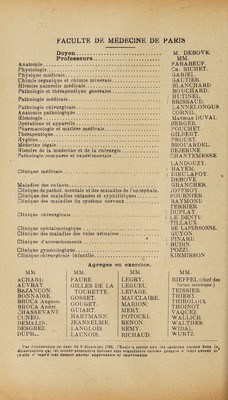 FACULTÉ DE MÉDECINE DE PARIS
Doyen M. DEBOVE.
Professeurs MM.
Anatomie FARABEUF.
Physiologie CH. RICHET.
Physique médicale GARIEL
Chimie organique et chimie minérale GAUTIER.
Histoire naturelle médicale BLANCHARD.
Pathologie et thérapeutique générales BOUCHARD.
Pathologie médicale HUTINEL.
BRISSAUD.
Pathologie chirurgicale LANNELONGUE
Anatomie pathologique CORNIL.
Histologie Mathias DUVAL.
Opérations et appareils BERGER.
Pharmacologie et matière médicale POUCHET
Thérapeutique GILBERT.
Hygiène PROUST
Médecine légale BROUARDEL.
Histoire de la médecine et de la chirurgie DEJERINE
Pathologie comparée et expérimentale CHANTEMESSE
Clinique médicale LANDOUZY.
HAYEM.
DIEULAFOY
DEBOVE
Maladies des enfants GRANCHER.
Clinique de pathol. mentale et des maladies de l'encéphale JOFFROY
Clinique des maladies cutanées et syphilitiques FOURNIER
Clinique des maladies du système nerveux RAYMOND
Clinique chirurgicale TERRIER.
DUPLAY.
LE DENTU
TILLAUX
Clinique ophtalmologique DE LAPERSONNE.
Clinique des maladies des voies urinaires GUYON
Clinique d'accouchements PINARD
BUDIN.
Clinique gynécologique POZZI.
Clinique chirurgicale infantile KIRMISSON
Agrégés en exercice.
MM. MM. MM. MM.
ACHARD. FAURE. LEGRY. RIEFFEL (chef des
AUVRAY. GILLES DE LA LEGUEU. travaux anatomiques.)
BEZANÇON. TOURETTE. LEPAGE. TEISSIER.
BONNAIRE. GOSSET. MAUCLAIRE. THIERY
BROCA Auguste GOUGET. MARION. THIROLOIX
BROCA André GUIART MERY. THOINOT
CHASSEVANT HARTMANN. POTOCKI. VAQUEZ.
CUNEO. JEANSELME. RENON. WALLICH
DEMELIN. LANGLOIS. REMY. WALTHER
DESGREZ. LAUNOIS. RICHAUD. WIDAL.
DUPRÉ. WURTZ.